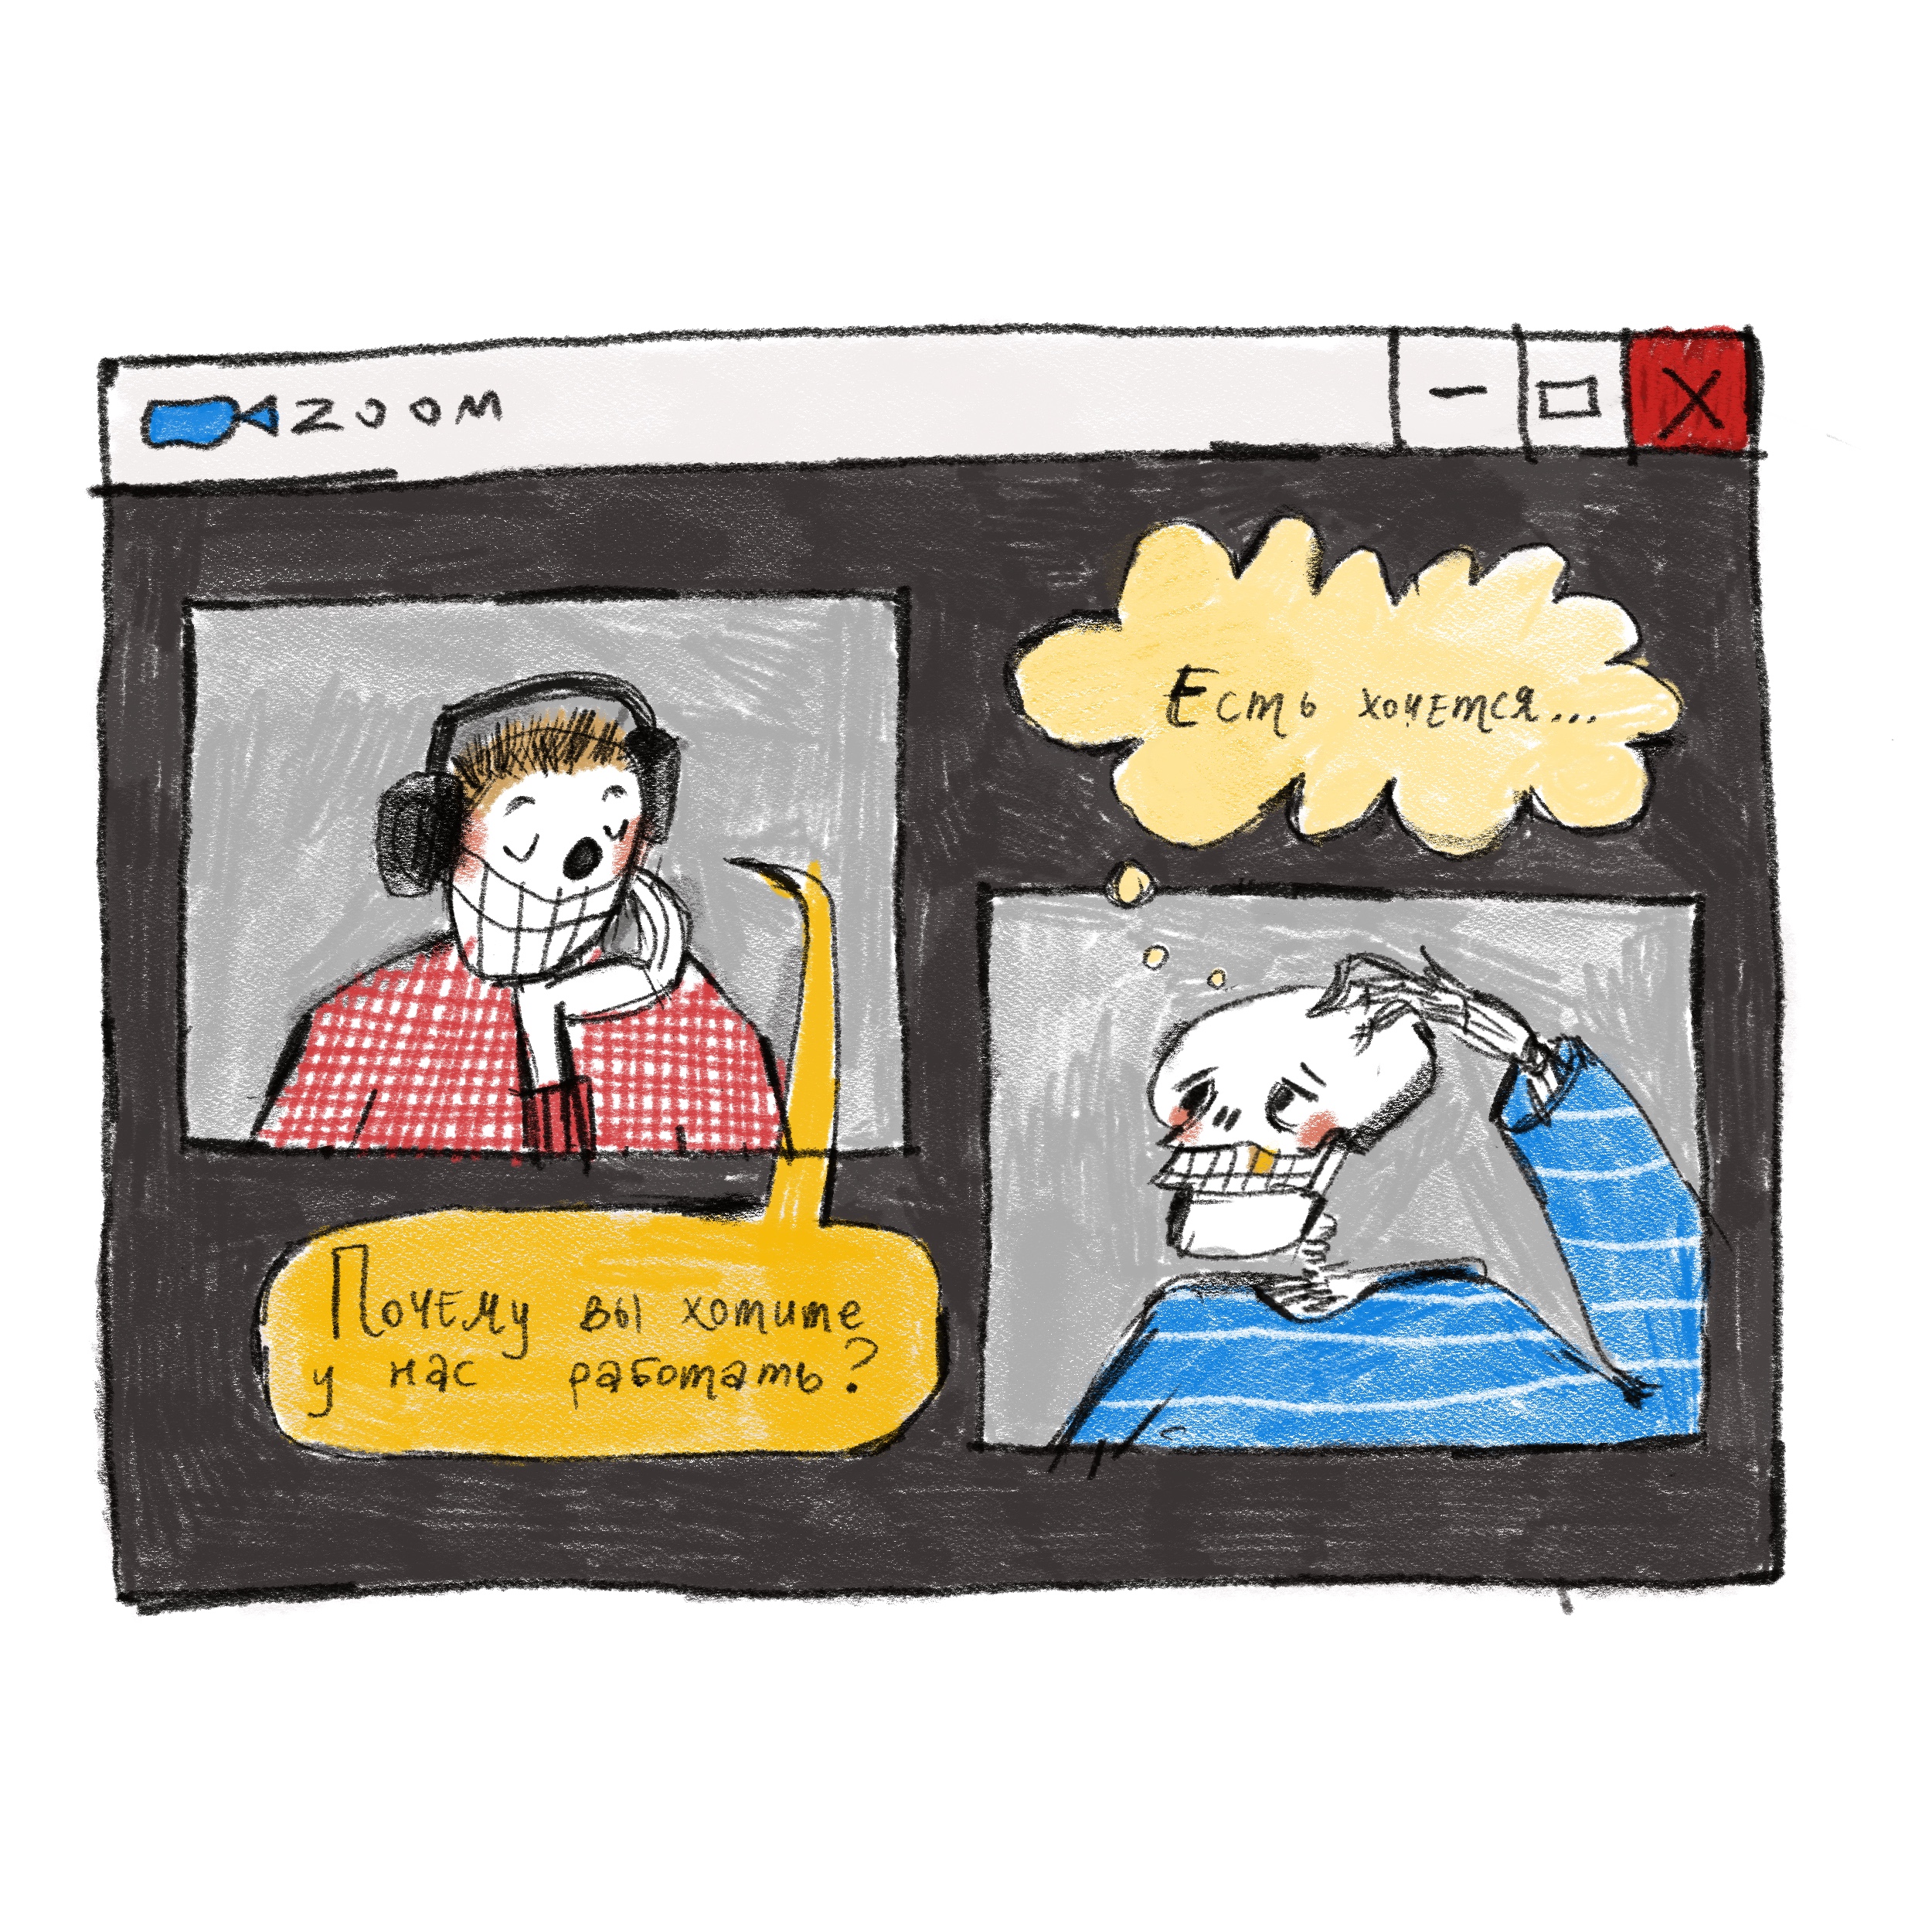 ZOOM
Есть хочется...
Почему вы хотите
у нас работать?